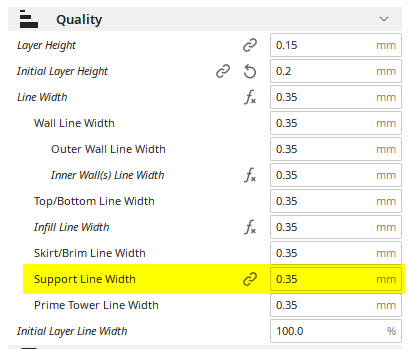 Quality
Layer Height 0.15 mm
Initial Layer Height 0.2 mm
Line Width fx 0.35 mm
Wall Line Width 0.35 mm
Outer Wall Line Width 0.35 mm
Inner Wall(s) Line Width fx 0.35 mm
Top/Bottom Line Width 0.35 mm
Infill Line Width fx 0.35 mm
Skirt/Brim Line Width 0.35 mm
Support Line Width 0.35 mm
Prime Tower Line Width 0.35 mm
Initial Layer Line Width 100.0 %